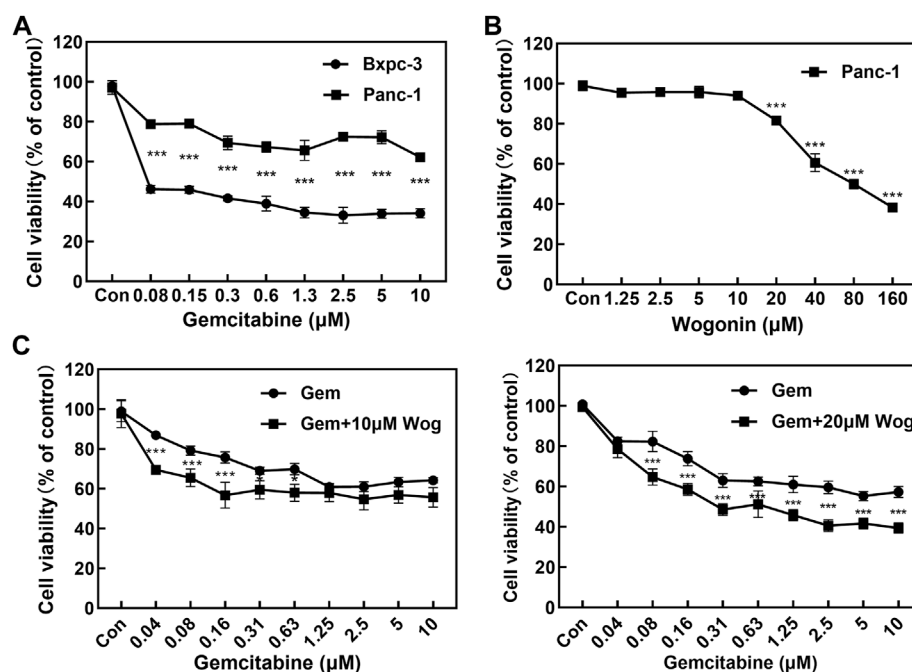 A
Cell viability (% of control)
120
100
80
60
40
20
0
Bxpc-3
Panc-1
***
***
***
***
***
***
***
***
Con 0.08 0.15 0.3 0.6 1.3 2.5 5 10
Gemcitabine (μM)
B
Cell viability (% of control)
120
100
80
60
40
20
0
Panc-1
***
***
***
***
Con 1.25 2.5 5 10 20 40 80 160
Wogonin (μM)
C
Cell viability (% of control)
120
100
80
60
40
20
0
Gem
Gem+10μM Wog
***
***
***
*
*
Con 0.04 0.08 0.16 0.31 0.63 1.25 2.5 5 10
Gemcitabine (μM)
Cell viability (% of control)
120
100
80
60
40
20
0
Gem
Gem+20μM Wog
***
***
***
***
***
***
***
***
Con 0.04 0.08 0.16 0.31 0.63 1.25 2.5 5 10
Gemcitabine (μM)